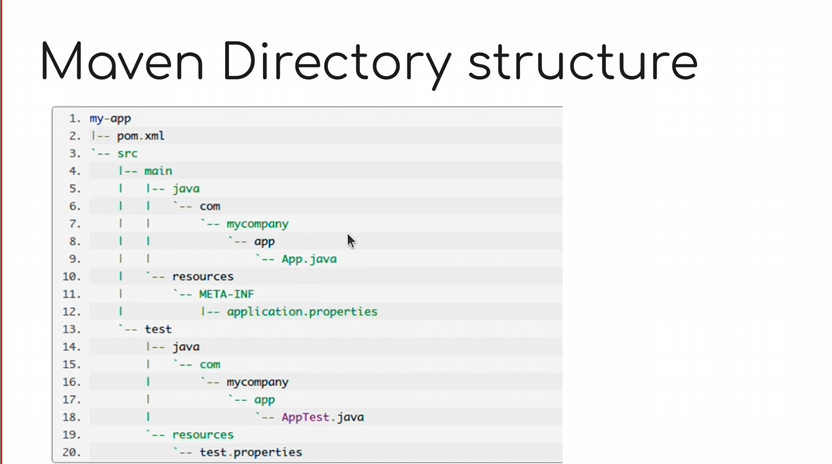 Maven Directory structure
1. my-app
2. |-- pom.xml
3. `-- src
4.     |-- main
5.     |   |-- java
6.     |   |   `-- com
7.     |   |       `-- mycompany
8.     |   |           `-- app
9.     |   |               `-- App.java
10.     |   `-- resources
11.     |       `-- META-INF
12.     |           |-- application.properties
13.     `-- test
14.         |-- java
15.         |   `-- com
16.         |       `-- mycompany
17.         |           `-- app
18.         |               `-- AppTest.java
19.         `-- resources
20.             `-- test.properties